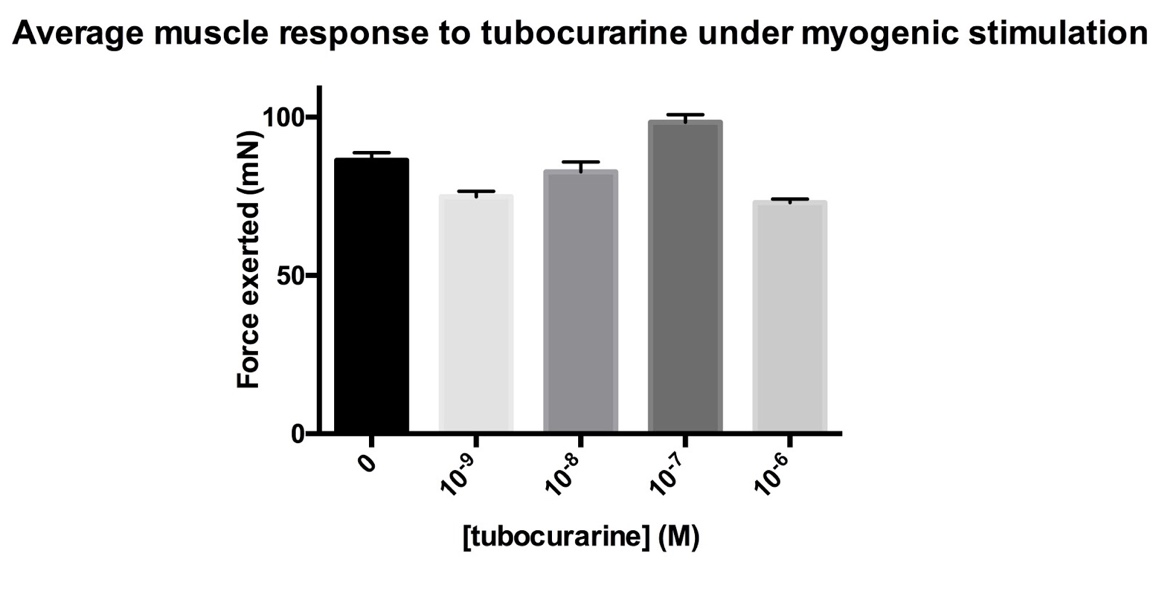 Average muscle response to tubocurarine under myogenic stimulation
Force exerted (mN)
100
50
0
0
10-9
10-8
10-7
10-6
[tubocurarine] (M)